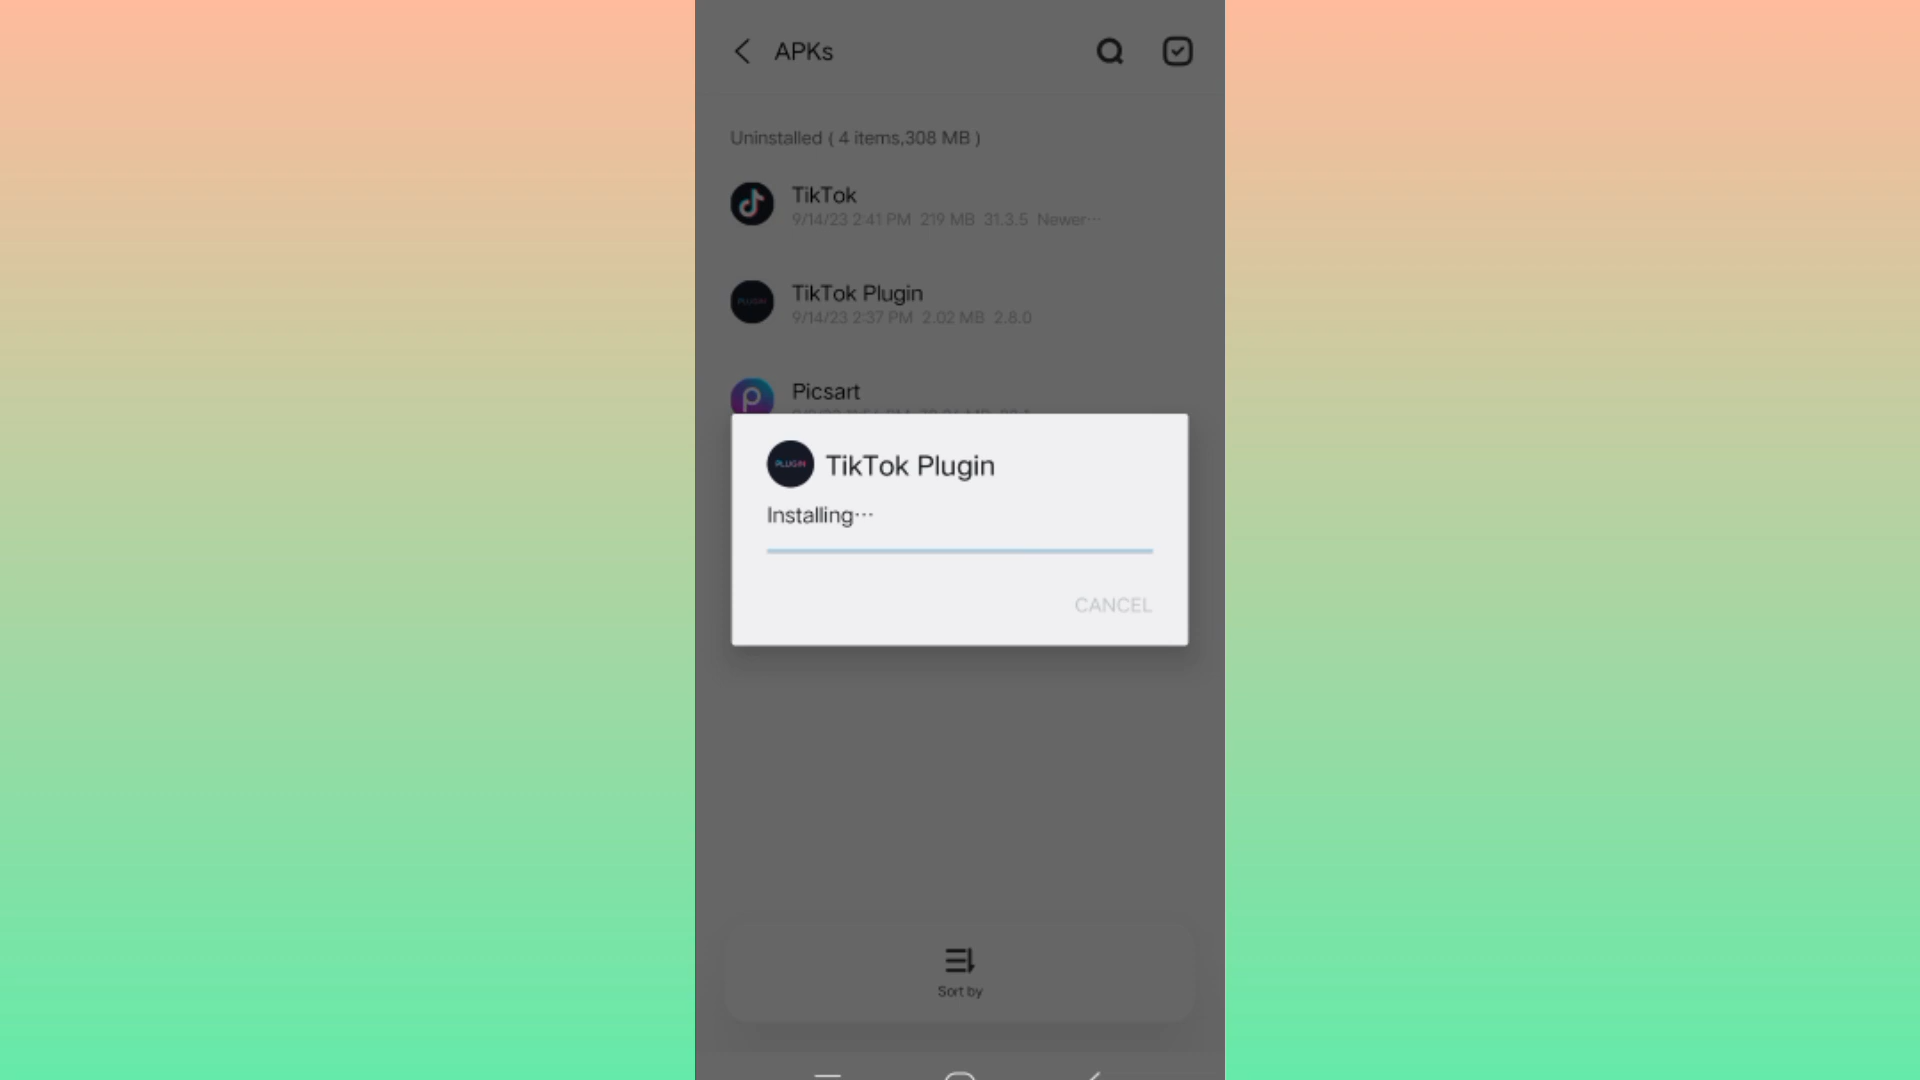 APKs
Uninstalled ( 4 items,308 MB )
TikTok
9/14/23 2:41 PM 219 MB 31.3.5 Newer···
PLUGIN
TikTok Plugin
9/14/23 2:37 PM 2.02 MB 2.8.0
Picsart
PLUGIN
TikTok Plugin
Installing···
CANCEL
Sort by